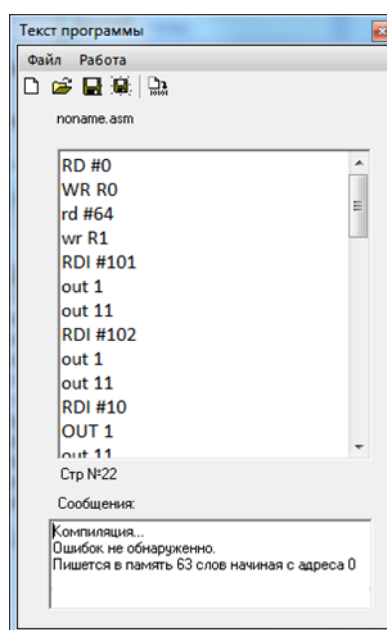 Текст программы
Файл Работа
noname.asm
RD #0
WR R0
rd #64
wr R1
RDI #101
out 1
out 11
RDI #102
out 1
out 11
RDI #10
OUT 1
out 11
Стр №22
Сообщения:
Компиляция...
Ошибок не обнаруженно.
Пишется в память 63 слов начиная с адреса 0